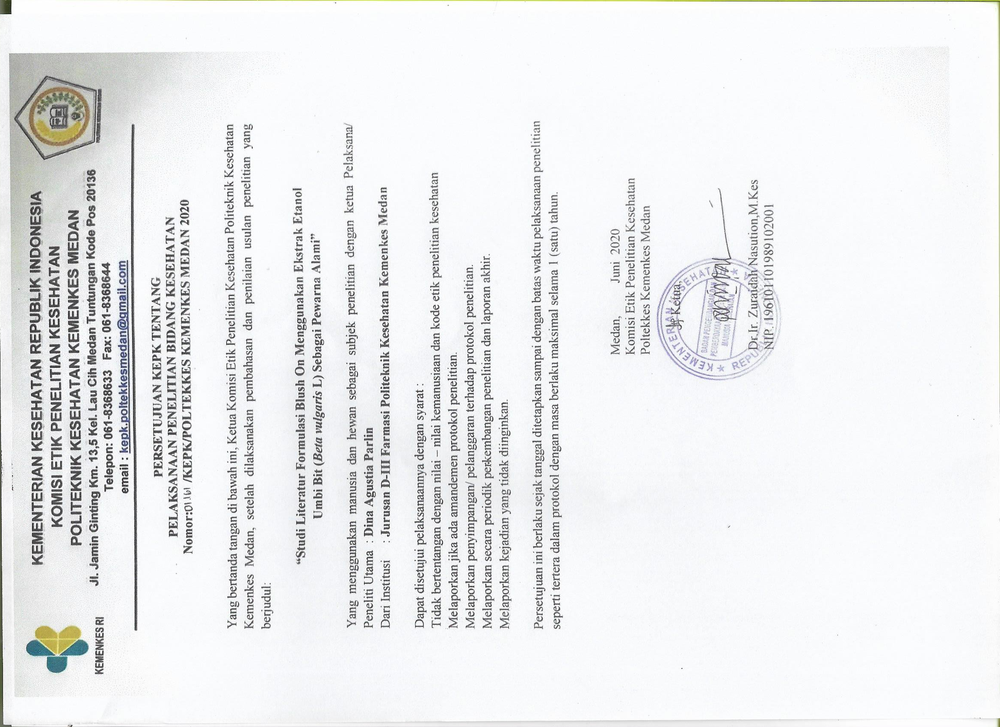 KEMENTERIAN KESEHATAN REPUBLIK INDONESIA
KOMISI ETIK PENELITIAN KESEHATAN
POLITEKNIK KESEHATAN KEMENKES MEDAN
Jl. Jamin Ginting Km. 13,5 Kel. Lau Cih Medan Tuntungan Kode Pos 20136
Telepon: 061-8368633 Fax: 061-8368644
email : kepk.poltekkesmedan@gmail.com
KEMENKES RI
PERSETUJUAN KEPK TENTANG
PELAKSANAAN PENELITIAN BIDANG KESEHATAN
Nomor: /KEPK/POLTEKKES KEMENKES MEDAN 2020
Yang bertanda tangan di bawah ini, Ketua Komisi Etik Penelitian Kesehatan Politeknik Kesehatan
Kemenkes Medan, setelah dilaksanakan pembahasan dan penilaian usulan penelitian yang
berjudul:
“Studi Literatur Formulasi Blush On Menggunakan Ekstrak Etanol
Umbi Bit (Beta vulgaris L) Sebagai Pewarna Alami”
Yang menggunakan manusia dan hewan sebagai subjek penelitian dengan ketua Pelaksana/
Peneliti Utama : Dina Agustia Parlin
Dari Institusi : Jurusan D-III Farmasi Politeknik Kesehatan Kemenkes Medan
Dapat disetujui pelaksanaannya dengan syarat :
Tidak bertentangan dengan nilai – nilai kemanusiaan dan kode etik penelitian kesehatan
Melaporkan jika ada amandemen protokol penelitian.
Melaporkan penyimpangan/ pelanggaran terhadap protokol penelitian.
Melaporkan secara periodik perkembangan penelitian dan laporan akhir.
Melaporkan kejadian yang tidak diinginkan.
Persetujuan ini berlaku sejak tanggal ditetapkan sampai dengan batas waktu pelaksanaan penelitian
seperti tertera dalam protokol dengan masa berlaku maksimal selama 1 (satu) tahun.
Medan, Juni 2020
Komisi Etik Penelitian Kesehatan
Poltekkes Kemenkes Medan
Ketua,
KEMENTERIAN KESEHATAN
BADAN PENGEMBANGAN DAN
PEMBERDAYAAN
MANUSIA
REPUBLIK
Dr.Ir. Zuraidah Nasution,M.Kes
NIP. 196101101989102001